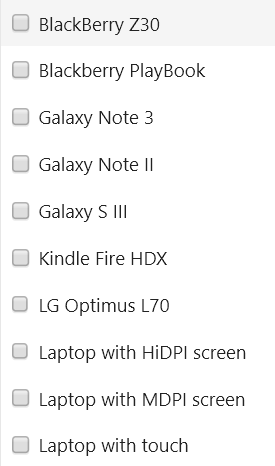 BlackBerry Z30
Blackberry PlayBook
Galaxy Note 3
Galaxy Note II
Galaxy S III
Kindle Fire HDX
LG Optimus L70
Laptop with HiDPI screen
Laptop with MDPI screen
Laptop with touch